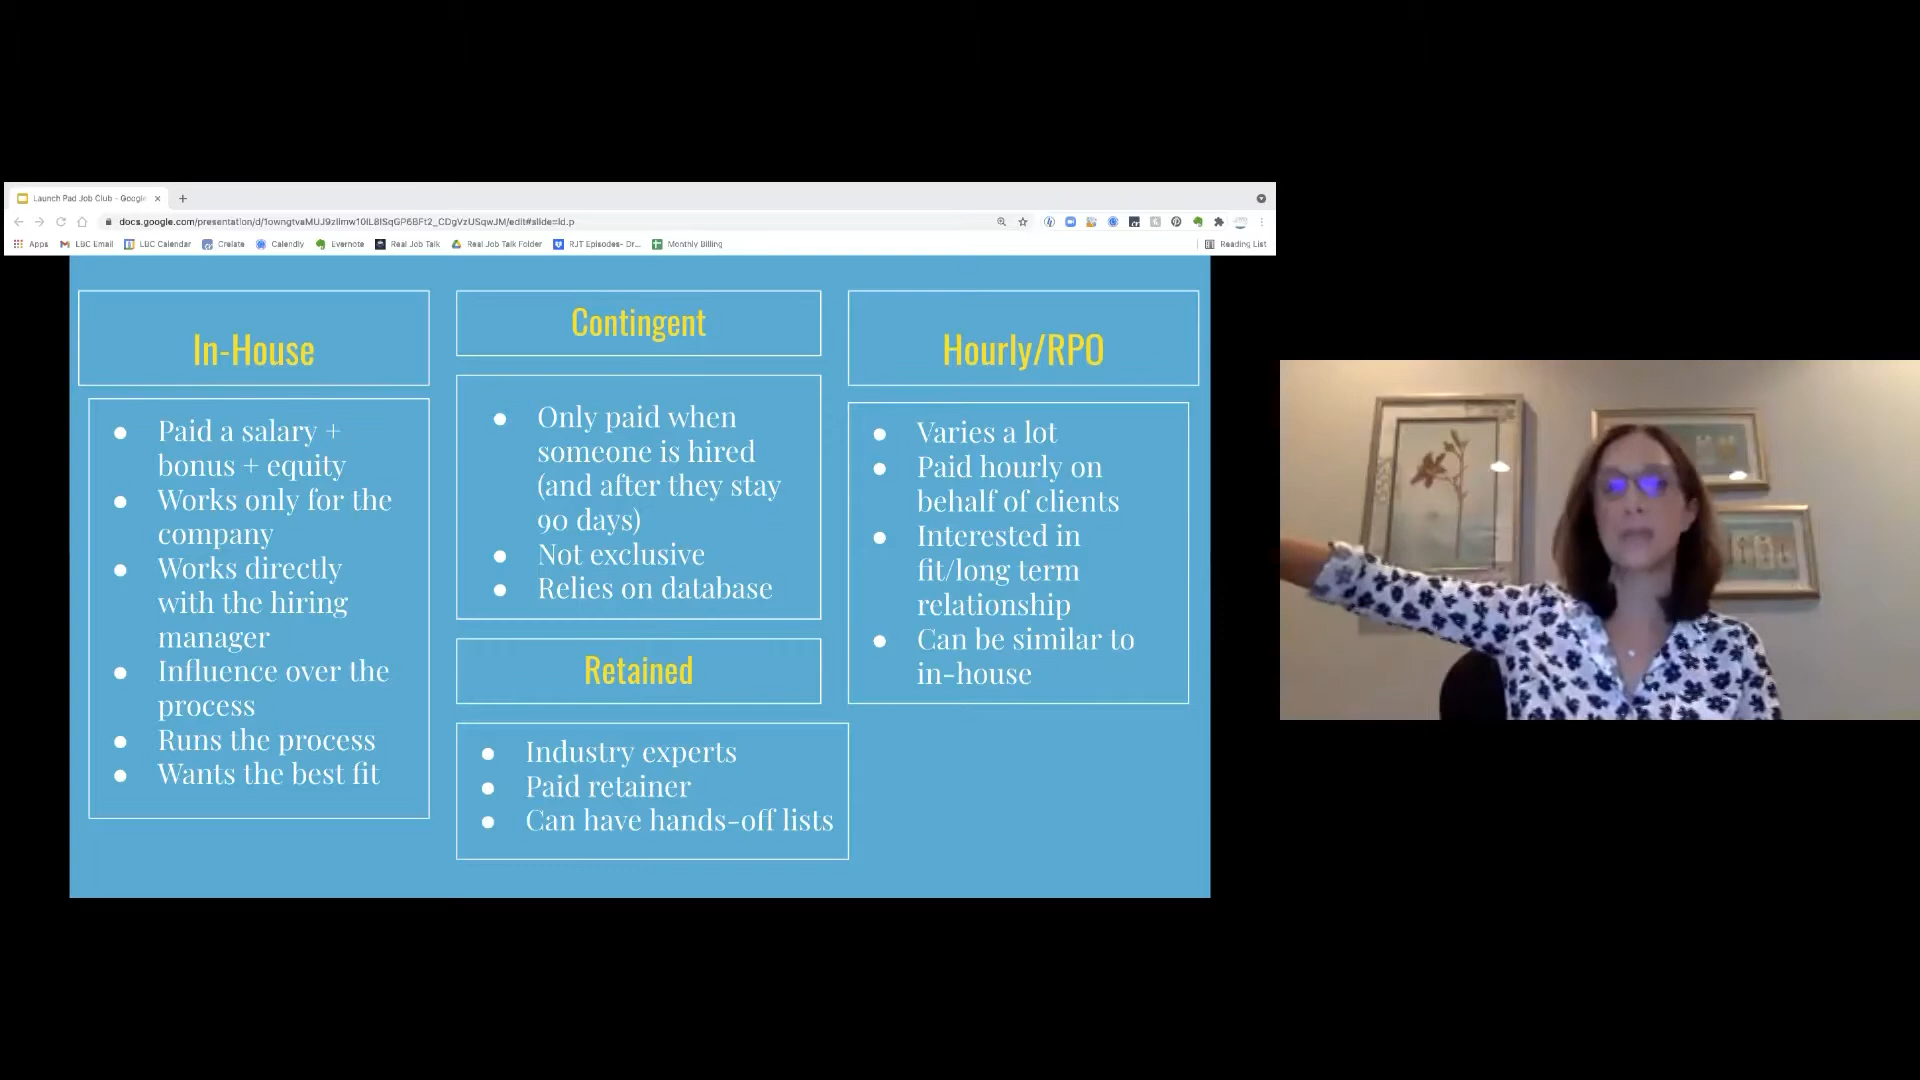 Launch Pad Job Club - Google
docs.google.com/presentation/d/1owngtvaMUJ9zIimw10IL8ISqGP6BFt2_CDgVzUSqwJM/edit#slide=id.p
Apps LBC Email LBC Calendar Create Calendly Evernote Real Job Talk Real Job Talk Folder RJT Episodes- Dr... Monthly Billing Reading List
In-House
Paid a salary +
bonus + equity
Works only for the
company
Works directly
with the hiring
manager
Influence over the
process
Runs the process
Wants the best fit
Contingent
Only paid when
someone is hired
(and after they stay
90 days)
Not exclusive
Relies on database
Retained
Industry experts
Paid retainer
Can have hands-off lists
Hourly/RPO
Varies a lot
Paid hourly on
behalf of clients
Interested in
fit/long term
relationship
Can be similar to
in-house